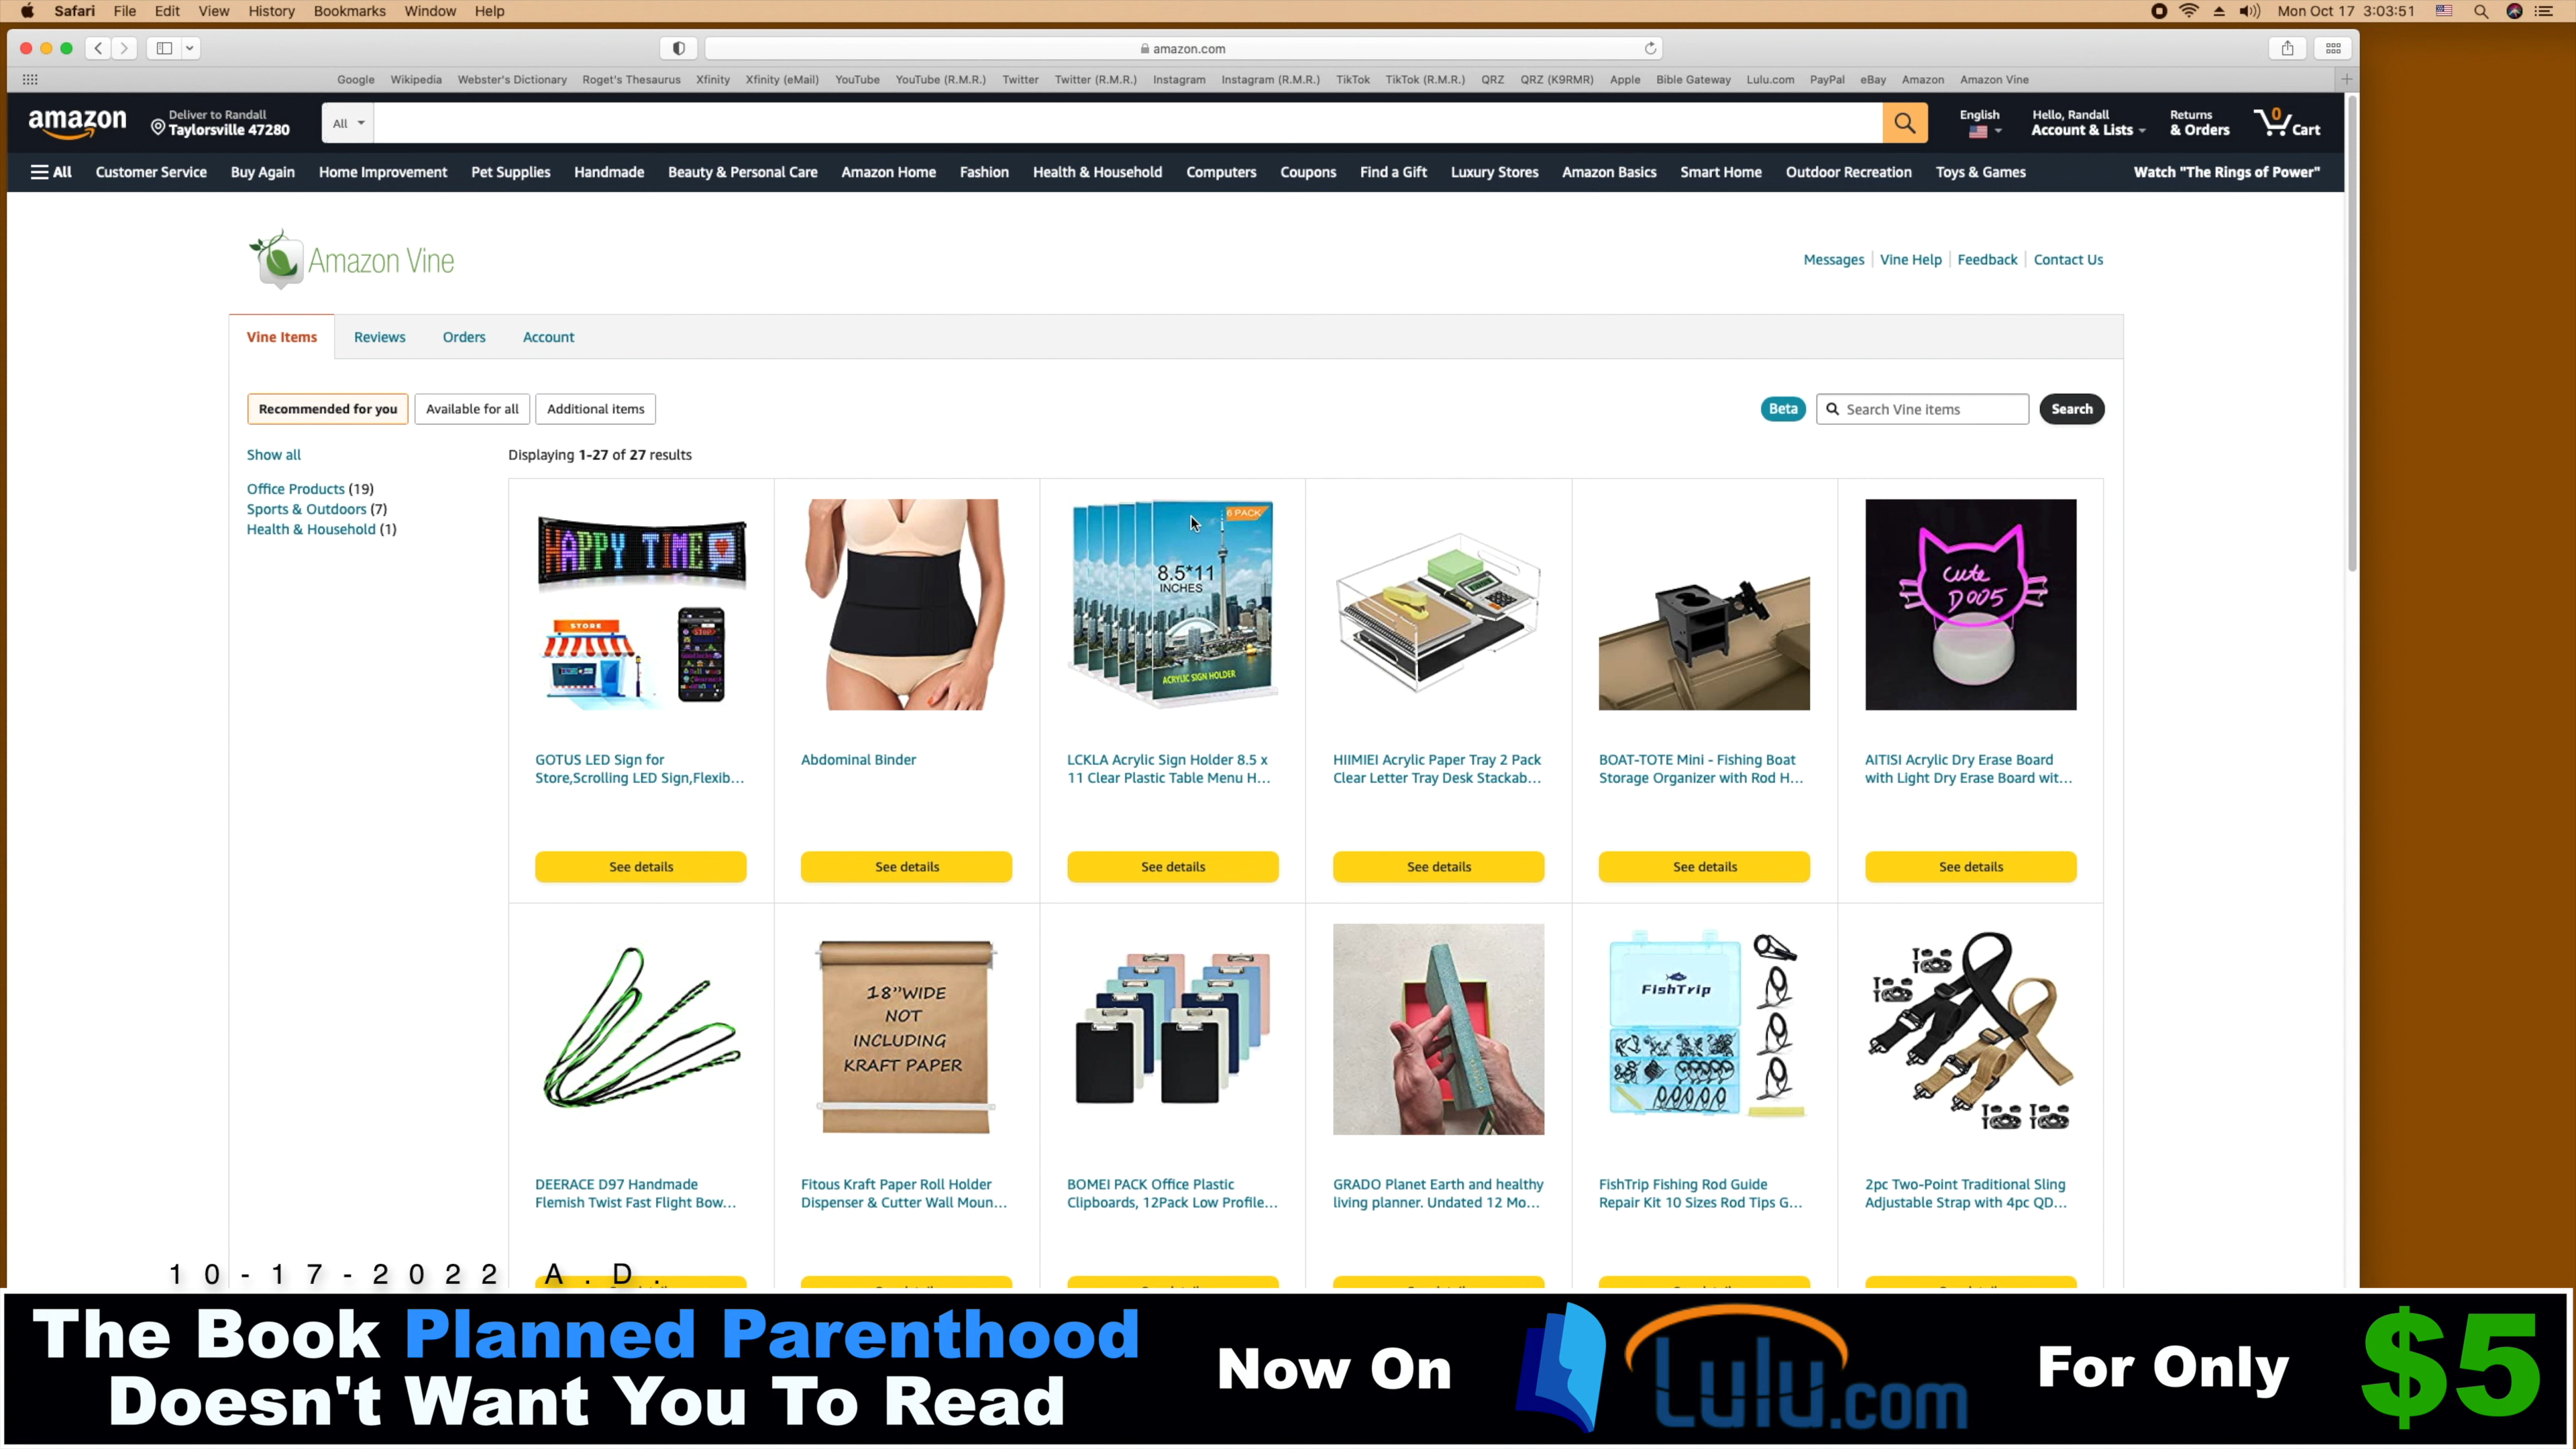 Safari File Edit View History Bookmarks Window Help Mon Oct 17 3:03:51
amazon.com
Google Wikipedia Webster's Dictionary Roget's Thesaurus Xfinity Xfinity (eMail) YouTube YouTube (R.M.R.) Twitter Twitter (R.M.R.) Instagram Instagram (R.M.R.) TikTok TikTok (R.M.R.) QRZ QRZ (K9RMR) Apple Bible Gateway Lulu.com PayPal eBay Amazon Amazon Vine
amazon Deliver to Randall Taylorsville 47280 All English Hello, Randall Account & Lists Returns & Orders 0 Cart
All Customer Service Buy Again Home Improvement Pet Supplies Handmade Beauty & Personal Care Amazon Home Fashion Health & Household Computers Coupons Find a Gift Luxury Stores Amazon Basics Smart Home Outdoor Recreation Toys & Games Watch "The Rings of Power"
Amazon Vine
Messages Vine Help Feedback Contact Us
Vine Items Reviews Orders Account
Recommended for you Available for all Additional items Beta Search Vine items Search
Show all
Displaying 1-27 of 27 results
Office Products (19)
Sports & Outdoors (7)
Health & Household (1)
HAPPY TIME
STORE
6 PACK
8.5*11
INCHES
ACRYLIC SIGN HOLDER
Cute
DOOS
GOTUS LED Sign for
Store,Scrolling LED Sign,Flexib...
Abdominal Binder
LCKLA Acrylic Sign Holder 8.5 x
11 Clear Plastic Table Menu H...
HIIMIEI Acrylic Paper Tray 2 Pack
Clear Letter Tray Desk Stackab...
BOAT-TOTE Mini - Fishing Boat
Storage Organizer with Rod H...
AITISI Acrylic Dry Erase Board
with Light Dry Erase Board wit...
See details See details See details See details See details See details
18"WIDE
NOT
INCLUDING
KRAFT PAPER
FishTrip
DEERACE D97 Handmade
Flemish Twist Fast Flight Bow...
Fitous Kraft Paper Roll Holder
Dispenser & Cutter Wall Moun...
BOMEI PACK Office Plastic
Clipboards, 12Pack Low Profile...
GRADO Planet Earth and healthy
living planner. Undated 12 Mo...
FishTrip Fishing Rod Guide
Repair Kit 10 Sizes Rod Tips G...
2pc Two-Point Traditional Sling
Adjustable Strap with 4pc QD...
10-17-2022 A.D.
The Book Planned Parenthood
Doesn't Want You To Read
Now On
Lulu.com
For Only
$5